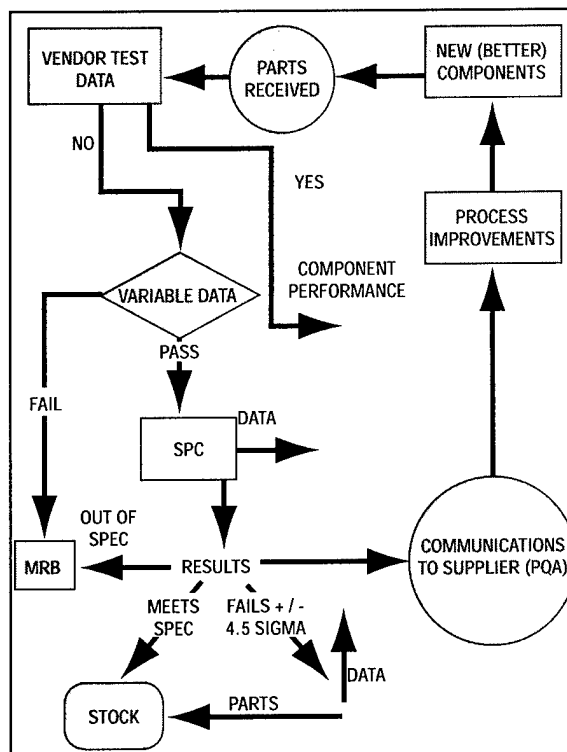 VENDOR TEST
DATA
PARTS
RECEIVED
NEW (BETTER)
COMPONENTS
NO
YES
PROCESS
IMPROVEMENTS
VARIABLE DATA
COMPONENT
PERFORMANCE
PASS
FAIL
DATA
SPC
OUT OF
SPEC
MRB
RESULTS
COMMUNICATIONS
TO SUPPLIER (PQA)
MEETS
SPEC
FAILS + / -
4.5 SIGMA
DATA
PARTS
STOCK